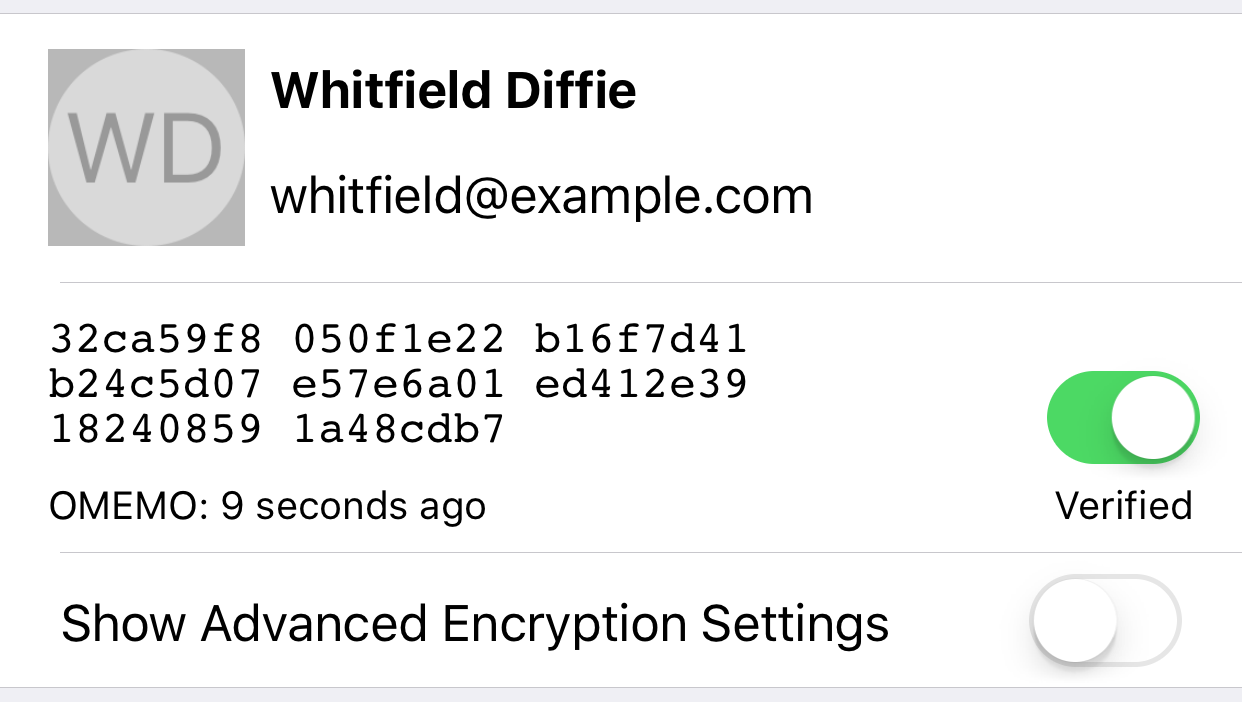 WD
Whitfield Diffie
whitfield@example.com
32ca59f8 050f1e22 b16f7d41
b24c5d07 e57e6a01 ed412e39
18240859 1a48cdb7
OMEMO: 9 seconds ago
Verified
Show Advanced Encryption Settings